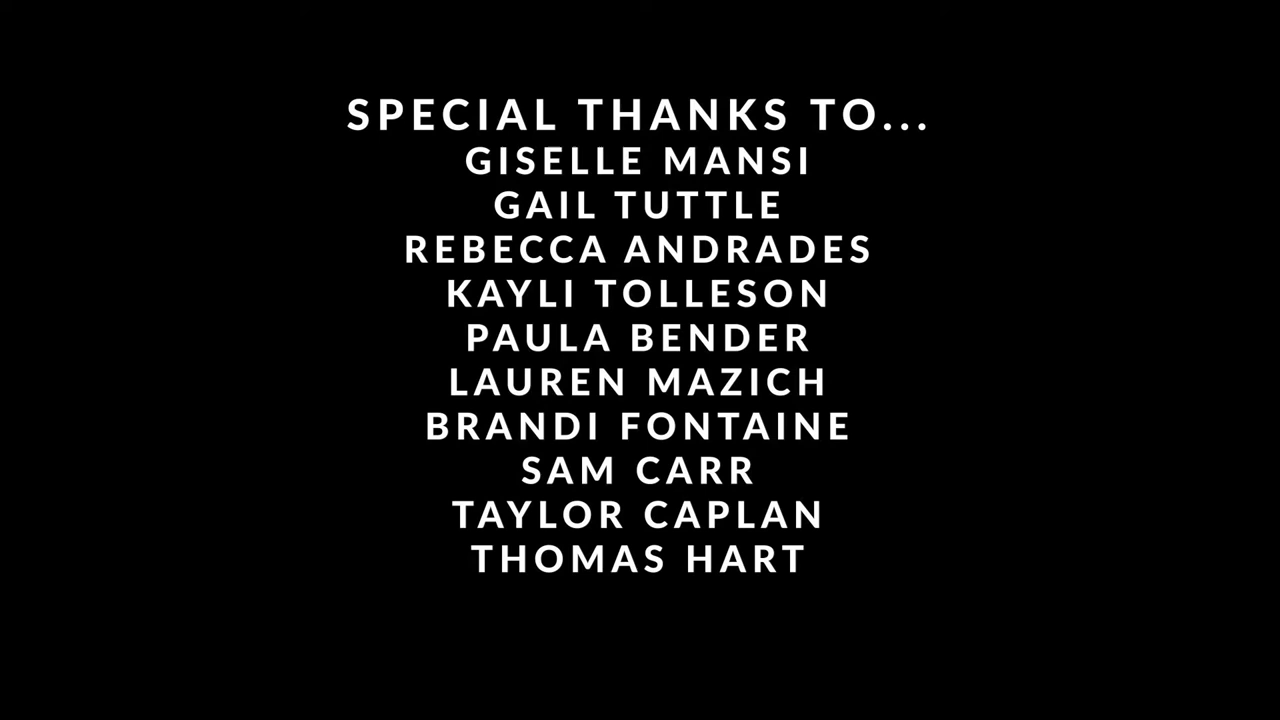 SPECIAL THANKS TO...
GISELLE MANSI
GAIL TUTTLE
REBECCA ANDRADES
KAYLI TOLLESON
PAULA BENDER
LAUREN MAZICH
BRANDI FONTAINE
SAM CARR
TAYLOR CAPLAN
THOMAS HART